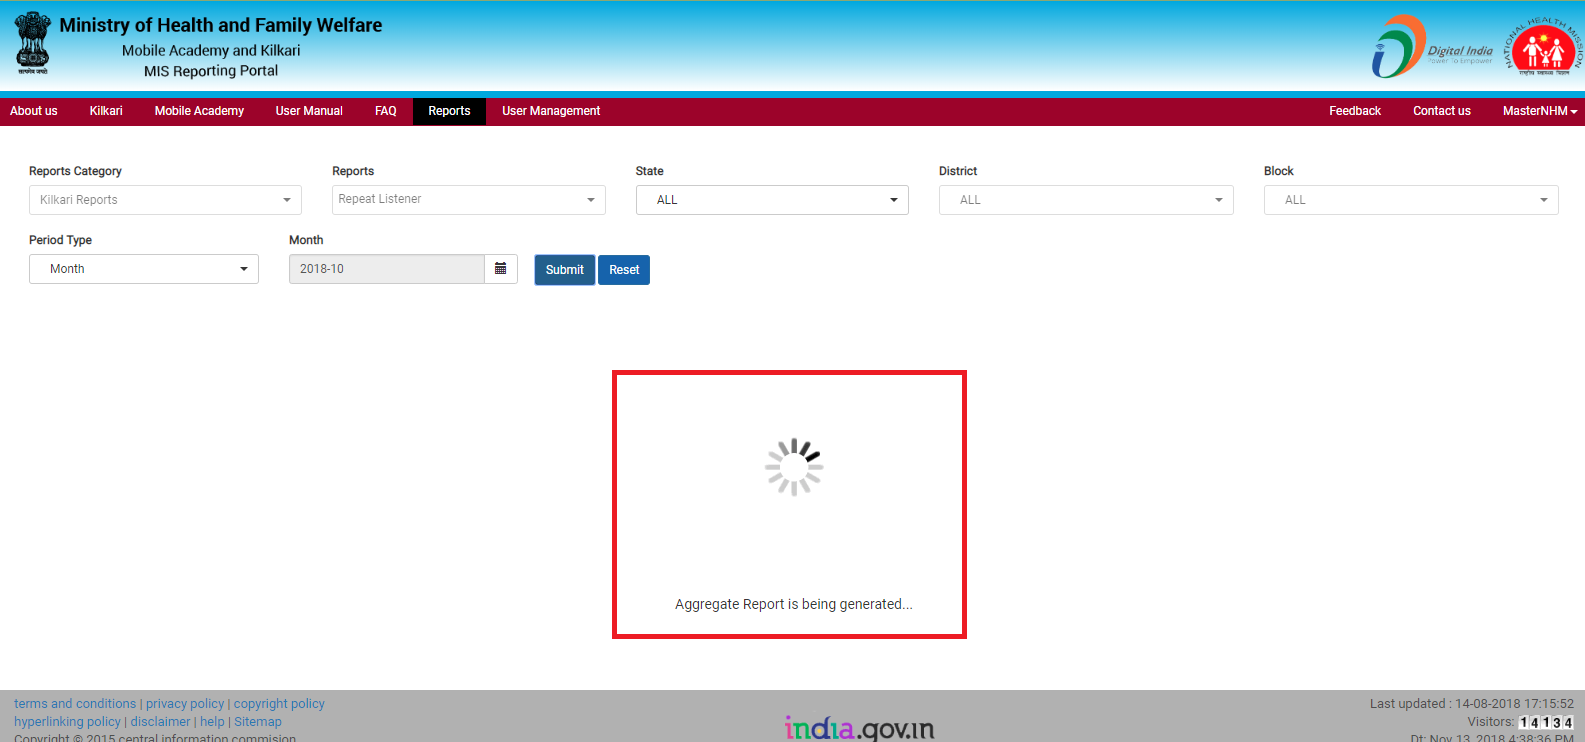 Ministry of Health and Family Welfare
Mobile Academy and Kilkari
MIS Reporting Portal
Digital India
Power To Empower
NATIONAL HEALTH MISSION
About us Kilkari Mobile Academy User Manual FAQ Reports User Management Feedback Contact us MasterNHM
Reports Category Reports State District Block
Kilkari Reports Repeat Listener ALL ALL ALL
Period Type Month
Month 2018-10 Submit Reset
Aggregate Report is being generated...
terms and conditions | privacy policy | copyright policy
hyperlinking policy | disclaimer | help | Sitemap
Copyright © 2015 central information commision
india.gov.in
Last updated : 14-08-2018 17:15:52
Visitors: 14134
Dt: Nov 13, 2018 4:38:36 PM